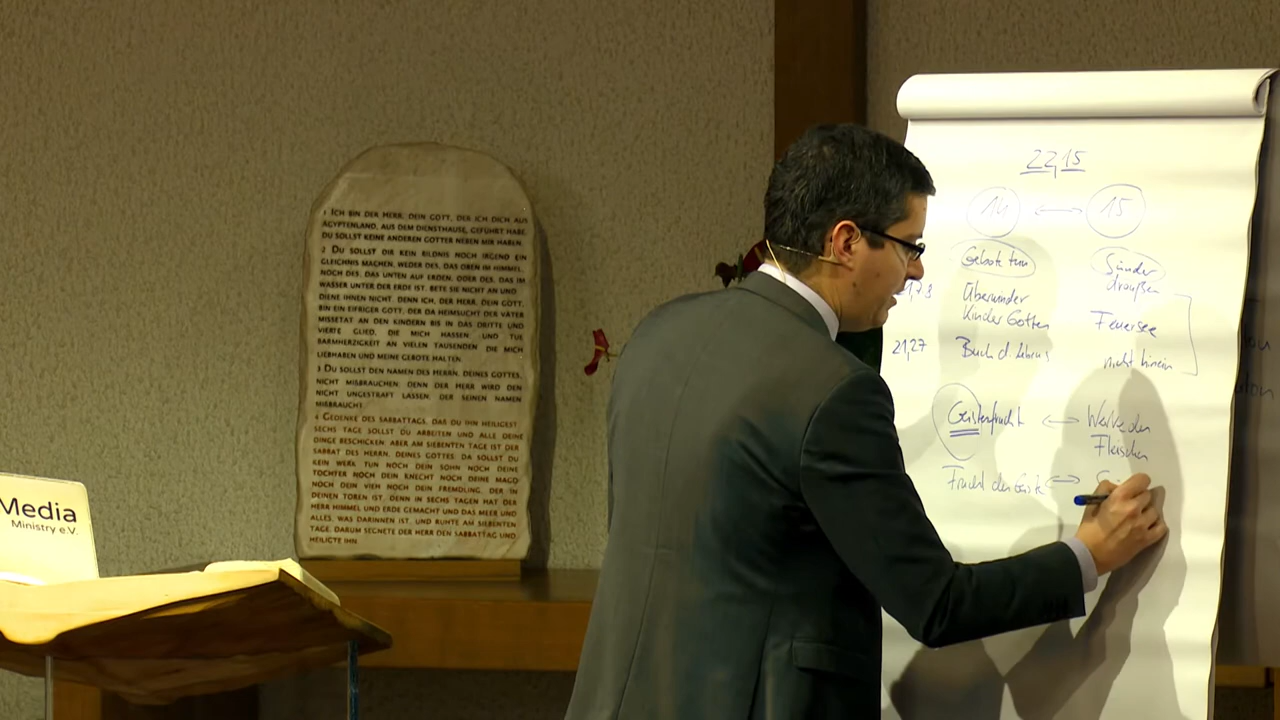 1 ICH BIN DER HERR, DEIN GOTT, DER ICH DICH AUS
ÄGYPTENLAND, AUS DEM DIENSTHAUSE, GEFÜHRT HABE.
DU SOLLST KEINE ANDEREN GÖTTER NEBEN MIR HABEN.
2 DU SOLLST DIR KEIN BILDNIS NOCH IRGEND EIN
GLEICHNIS MACHEN, WEDER DES, DAS OBEN IM HIMMEL,
NOCH DES, DAS UNTEN AUF ERDEN, ODER DES, DAS IM
WASSER UNTER DER ERDE IST. BETE SIE NICHT AN UND
DIENE IHNEN NICHT. DENN ICH, DER HERR, DEIN GOTT,
BIN EIN EIFRIGER GOTT, DER DA HEIMSUCHT DER VÄTER
MISSETAT AN DEN KINDERN BIS IN DAS DRITTE UND
VIERTE GLIED, DIE MICH HASSEN; UND TUE
BARMHERZIGKEIT AN VIELEN TAUSENDEN, DIE MICH
LIEBHABEN UND MEINE GEBOTE HALTEN.
3 DU SOLLST DEN NAMEN DES HERRN, DEINES GOTTES,
NICHT MISBRAUCHEN; DENN DER HERR WIRD DEN
NICHT UNGESTRAFT LASSEN, DER SEINEN NAMEN
MIEBRAUCHT.
4 GEDENKE DES SABBATTAGS, DAS DU IHN HEILIGEST.
SECHS TAGE SOLLST DU ARBEITEN UND ALLE DEINE
DINGE BESCHICKEN; ABER AM SIEBENTEN TAGE IST DER
SABBAT DES HERRN, DEINES GOTTES. DA SOLLST DU
KEIN WERK TUN NOCH DEIN SOHN NOCH DEINE
TOCHTER NOCH DEIN KNECHT NOCH DEINE MAGD
NOCH DEIN VIEH NOCH DEIN FREMDLING, DER IN
DEINEN TOREN IST. DENN IN SECHS TAGEN HAT DER
HERR HIMMEL UND ERDE GEMACHT UND DAS MEER UND
ALLES, WAS DARINNEN IST, UND RUHTE AM SIEBENTEN
TAGE. DARUM SEGNETE DER HERR DEN SABBATTAG UND
HEILIGTE IHN.
Media
Ministry e.V.
22,15
14 ↔ 15
Gebote tun Sünder
draußen
Überwinder
Kinder Gottes Feuersee
21,27 Buch d. Lebens nicht hinein
Geistesfrucht ↔ Werke des
Fleisches
Frucht des Geistes ↔